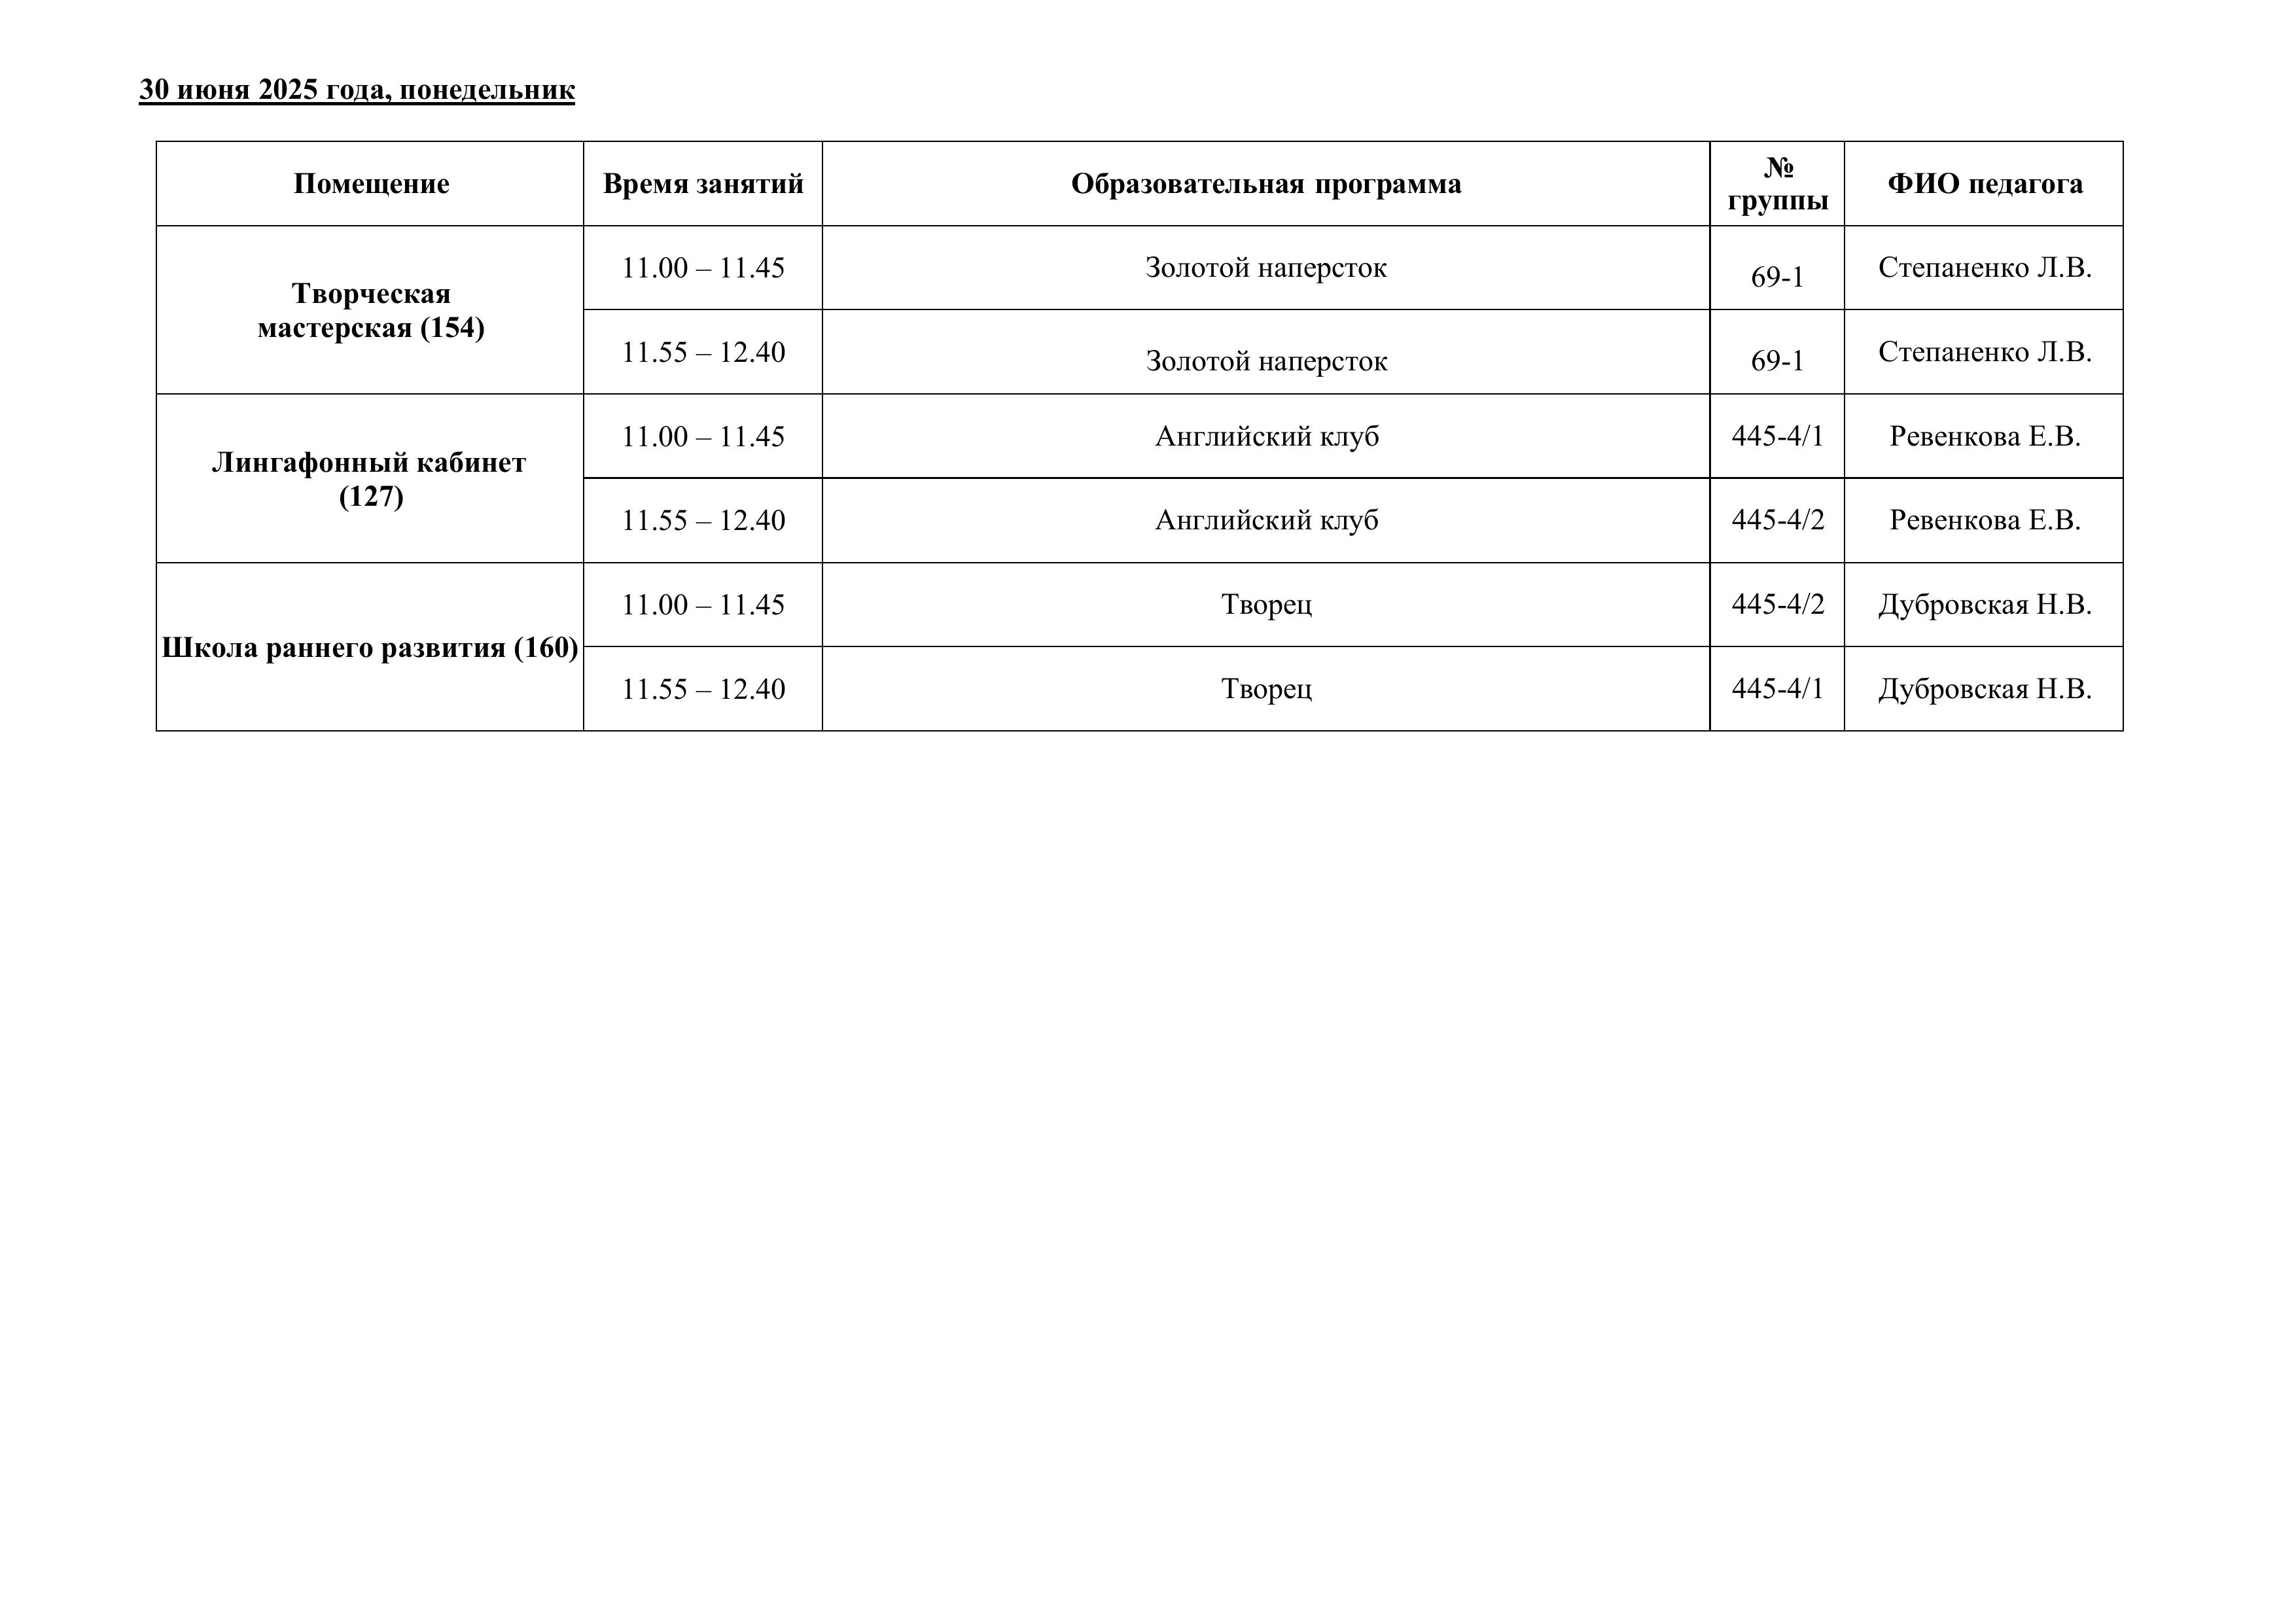 30 июня 2025 года, понедельник
Помещение Время занятий Образовательная программа № группы ФИО педагога
Творческая
мастерская (154)
11.00 – 11.45 Золотой наперсток 69-1 Степаненко Л.В.
11.55 – 12.40 Золотой наперсток 69-1 Степаненко Л.В.
Лингафонный кабинет
(127)
11.00 – 11.45 Английский клуб 445-4/1 Ревенкова Е.В.
11.55 – 12.40 Английский клуб 445-4/2 Ревенкова Е.В.
Школа раннего развития (160)
11.00 – 11.45 Творец 445-4/2 Дубровская Н.В.
11.55 – 12.40 Творец 445-4/1 Дубровская Н.В.